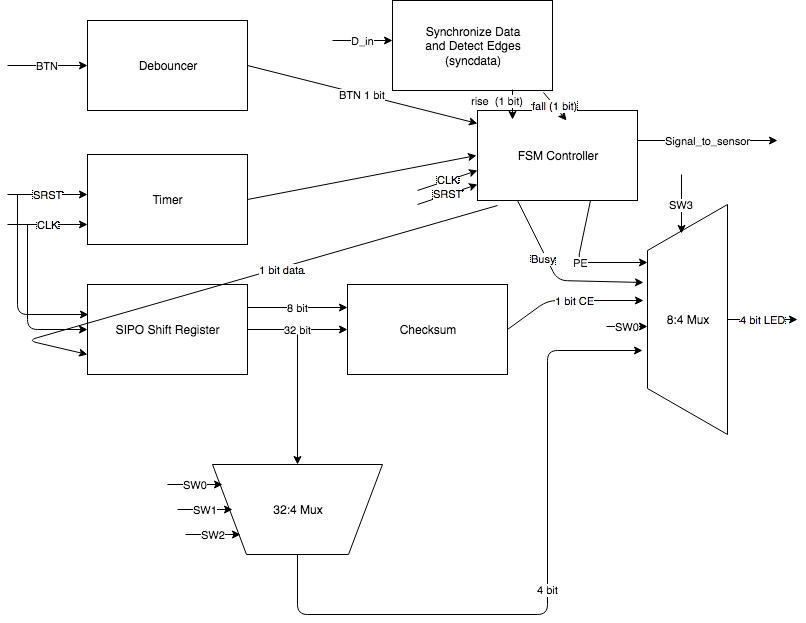 Synchronize Data
and Detect Edges
(syncdata)
D_in
BTN
Debouncer
BTN 1 bit
rise (1 bit)
fall (1 bit)
FSM Controller
Signal_to_sensor
CLK
SRST
SRST
Timer
CLK
SW3
1 bit data
Busy
PE
SIPO Shift Register
8 bit
32 bit
Checksum
1 bit CE
SW0
8:4 Mux
4 bit LED
SW0
SW1
SW2
32:4 Mux
4 bit